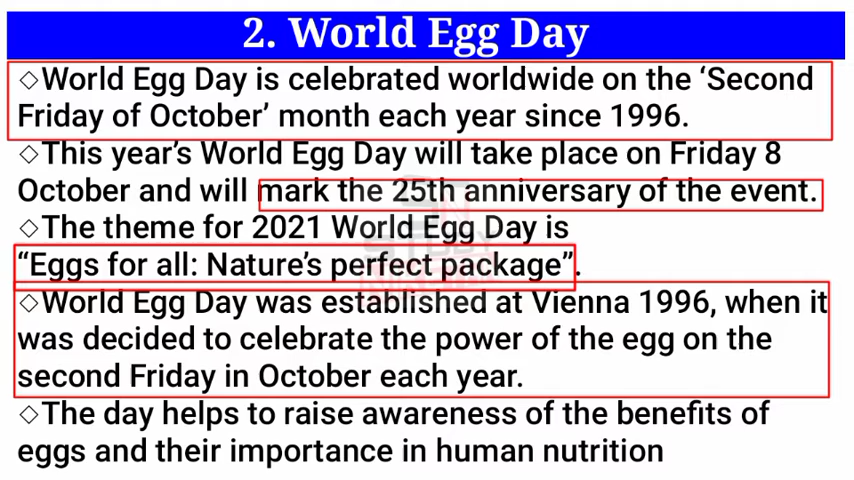 2. World Egg Day
◇World Egg Day is celebrated worldwide on the ‘Second
Friday of October’ month each year since 1996.
◇This year’s World Egg Day will take place on Friday 8
October and will mark the 25th anniversary of the event.
◇The theme for 2021 World Egg Day is
“Eggs for all: Nature’s perfect package”.
◇World Egg Day was established at Vienna 1996, when it
was decided to celebrate the power of the egg on the
second Friday in October each year.
◇The day helps to raise awareness of the benefits of
eggs and their importance in human nutrition